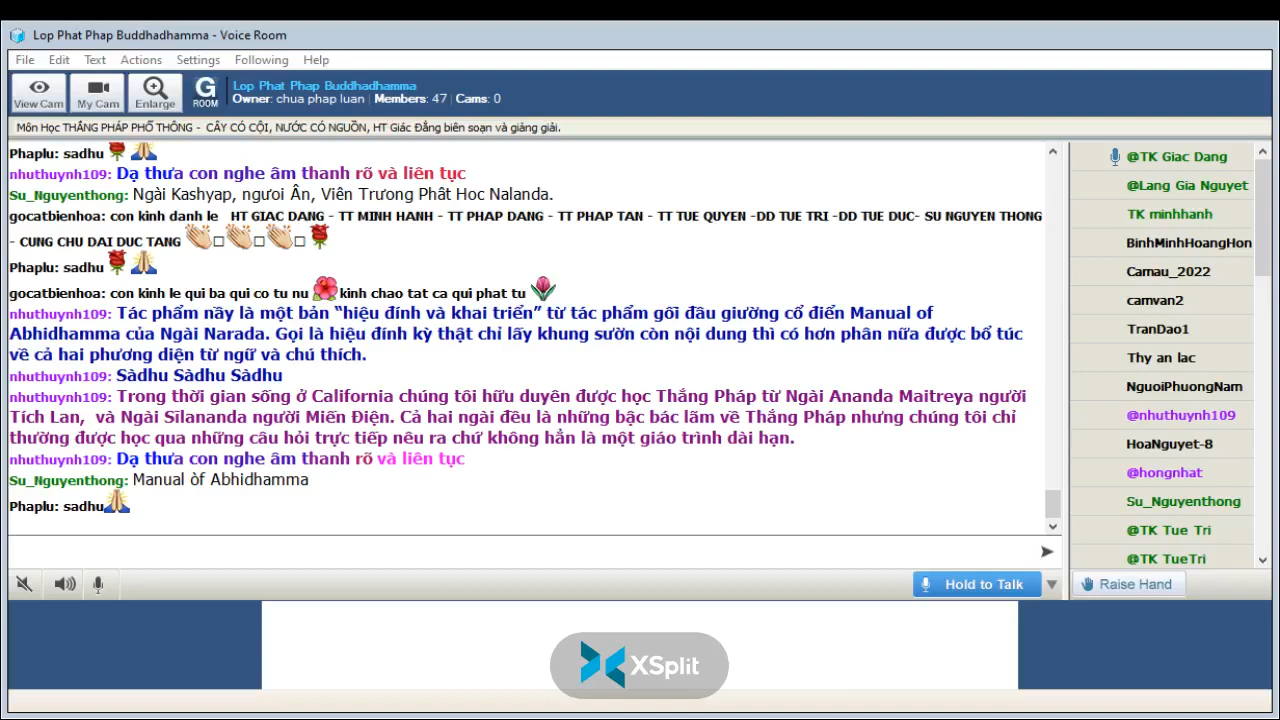 Lop Phat Phap Buddhadhamma - Voice Room
File Edit Text Actions Settings Following Help
View Cam My Cam Enlarge G ROOM
Lop Phat Phap Buddhadhamma
Owner: chua phap luan | Members: 47 | Cams: 0
Môn Học THẮNG PHÁP PHỔ THÔNG - CÂY CÓ CỘI, NƯỚC CÓ NGUỒN, HT Giác Đẳng biên soạn và giảng giải.
Phaplu: sadhu
nhuthuynh109: Dạ thưa con nghe âm thanh rõ và liên tục
Su_Nguyenthong: Ngài Kashyap, ngươi Ân, Viên Trưong Phât Hoc Nalanda.
gocatbienhoa: con kinh danh le HT GIAC DANG - TT MINH HANH - TT PHAP DANG - TT PHAP TAN - TT TUE QUYEN -DD TUE TRI -DD TUE DUC- SU NGUYEN THONG
- CUNG CHU DAI DUC TANG
Phaplu: sadhu
gocatbienhoa: con kinh le qui ba qui co tu nu kinh chao tat ca qui phat tu
nhuthuynh109: Tác phẩm nầy là một bản “hiệu đính và khai triển” từ tác phẩm gối đầu giường cổ điển Manual of
Abhidhamma của Ngài Narada. Gọi là hiệu đính kỳ thật chỉ lấy khung sườn còn nội dung thì có hơn phân nữa được bổ túc
về cả hai phương diện từ ngữ và chú thích.
nhuthuynh109: Sàdhu Sàdhu Sàdhu
nhuthuynh109: Trong thời gian sống ở California chúng tôi hữu duyên được học Thắng Pháp từ Ngài Ananda Maitreya người
Tích Lan, và Ngài Sīlananda người Miến Điện. Cả hai ngài đều là những bậc bác lãm về Thắng Pháp nhưng chúng tôi chỉ
thường được học qua những câu hỏi trực tiếp nêu ra chứ không hẳn là một giáo trình dài hạn.
nhuthuynh109: Dạ thưa con nghe âm thanh rõ và liên tục
Su_Nguyenthong: Manual òf Abhidhamma
Phaplu: sadhu
@TK Giac Dang
@Lang Gia Nguyet
TK minhhanh
BinhMinhHoangHon
Camau_2022
camvan2
TranDao1
Thy an lac
NguoiPhuongNam
@nhuthuynh109
HoaNguyet-8
@hongnhat
Su_Nguyenthong
@TK Tue Tri
@TK TueTri
Hold to Talk
Raise Hand
XSplit